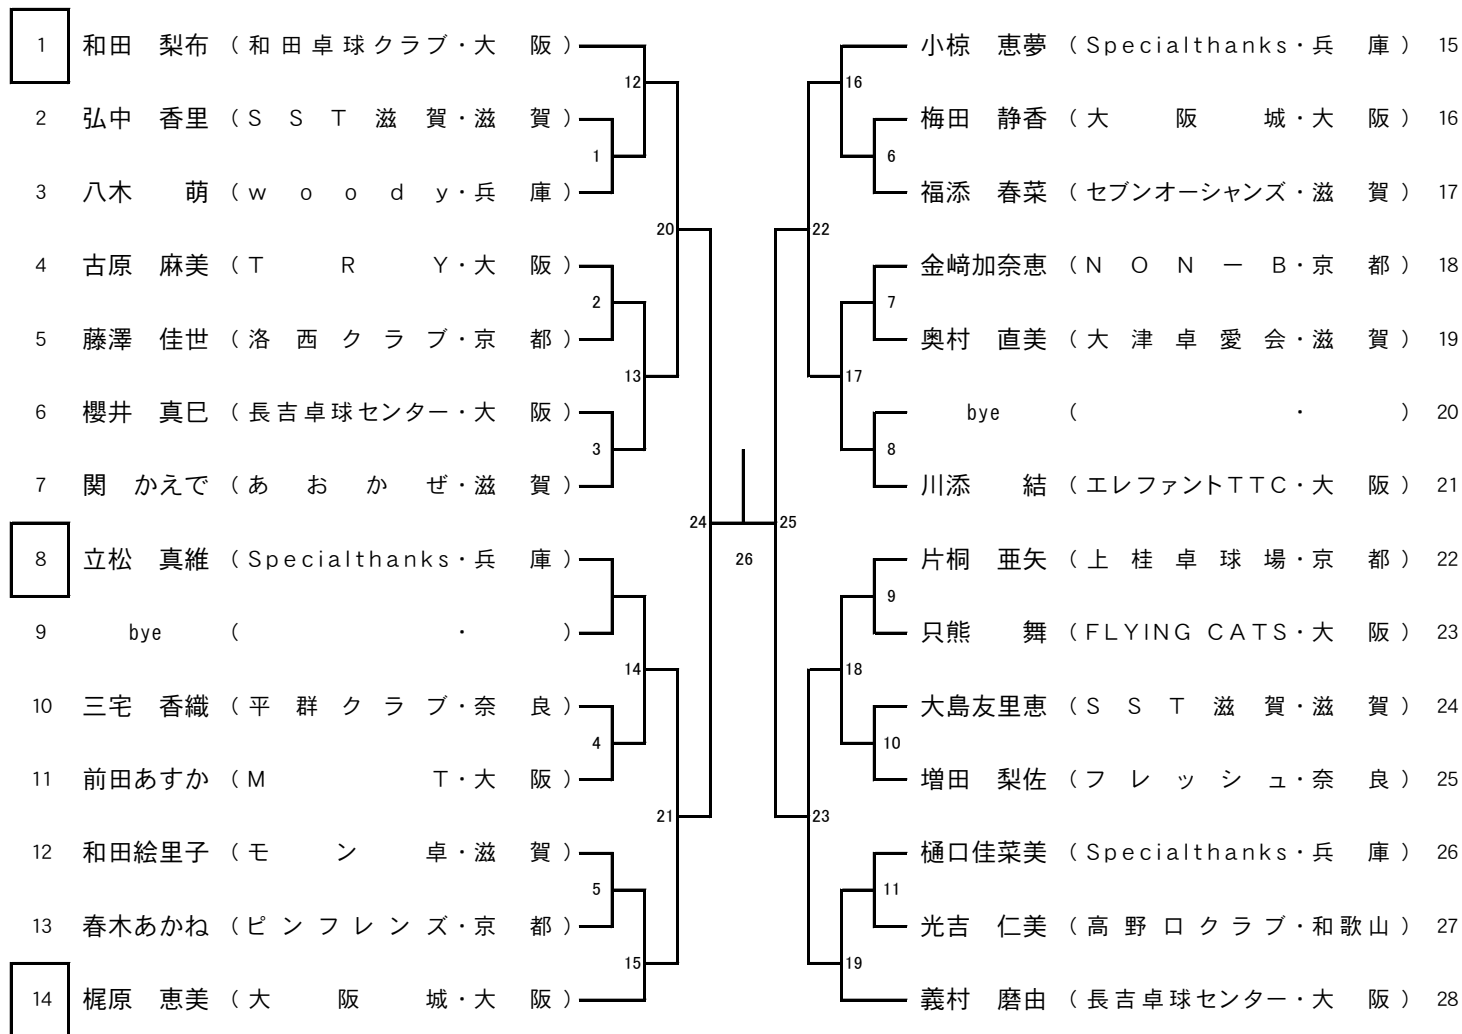 1 和田 梨布 (和田卓球クラブ・大 阪)
2 弘中 香里 (S S T 滋 賀・滋 賀)
3 八木 萌 (w o o d y・兵 庫)
4 古原 麻美 (T R Y・大 阪)
5 藤澤 佳世 (洛 西 ク ラ ブ・京 都)
6 櫻井 真巳 (長吉卓球センター・大 阪)
7 関 かえで (あ お か ぜ・滋 賀)
8 立松 真維 (Specialthanks・兵 庫)
9 bye ( ・ )
10 三宅 香織 (平 群 ク ラ ブ・奈 良)
11 前田あすか (M T・大 阪)
12 和田絵里子 (モ ン 卓・滋 賀)
13 春木あかね (ピ ン フ レ ン ズ・京 都)
14 梶原 恵美 (大 阪 城・大 阪)
12
1
20
2
13
3
24
14
4
21
5
15
26
16
6
22
7
17
8
25
9
18
10
23
11
19
小椋 恵夢 (Specialthanks・兵 庫) 15
梅田 静香 (大 阪 城・大 阪) 16
福添 春菜 (セブンオーシャンズ・滋 賀) 17
金﨑加奈恵 (N O N ー B・京 都) 18
奥村 直美 (大 津 卓 愛 会・滋 賀) 19
bye ( ・ ) 20
川添 結 (エレファントTTC・大 阪) 21
片桐 亜矢 (上 桂 卓 球 場・京 都) 22
只熊 舞 (FLYING CATS・大 阪) 23
大島友里恵 (S S T 滋 賀・滋 賀) 24
増田 梨佐 (フ レ ッ シ ュ・奈 良) 25
樋口佳菜美 (Specialthanks・兵 庫) 26
光吉 仁美 (高 野 口 ク ラ ブ・和歌山) 27
義村 磨由 (長吉卓球センター・大 阪) 28